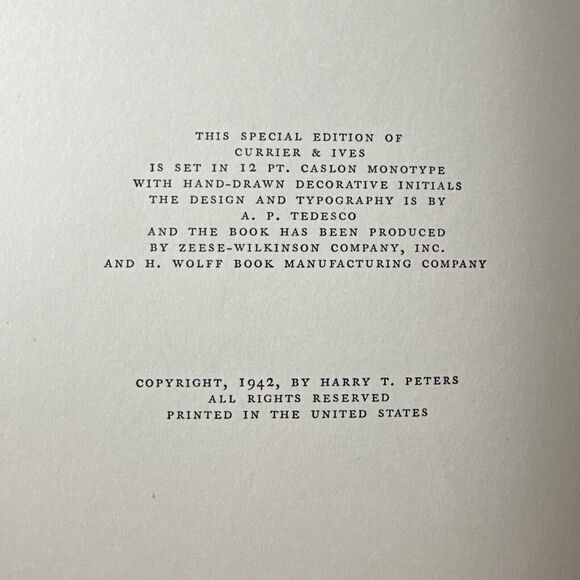 THIS SPECIAL EDITION OF
CURRIER & IVES
IS SET IN 12 PT. CASLON MONOTYPE
WITH HAND-DRAWN DECORATIVE INITIALS
THE DESIGN AND TYPOGRAPHY IS BY
A. P. TEDESCO
AND THE BOOK HAS BEEN PRODUCED
BY ZEESE-WILKINSON COMPANY, INC.
AND H. WOLFF BOOK MANUFACTURING COMPANY
COPYRIGHT, 1942, BY HARRY T. PETERS
ALL RIGHTS RESERVED
PRINTED IN THE UNITED STATES